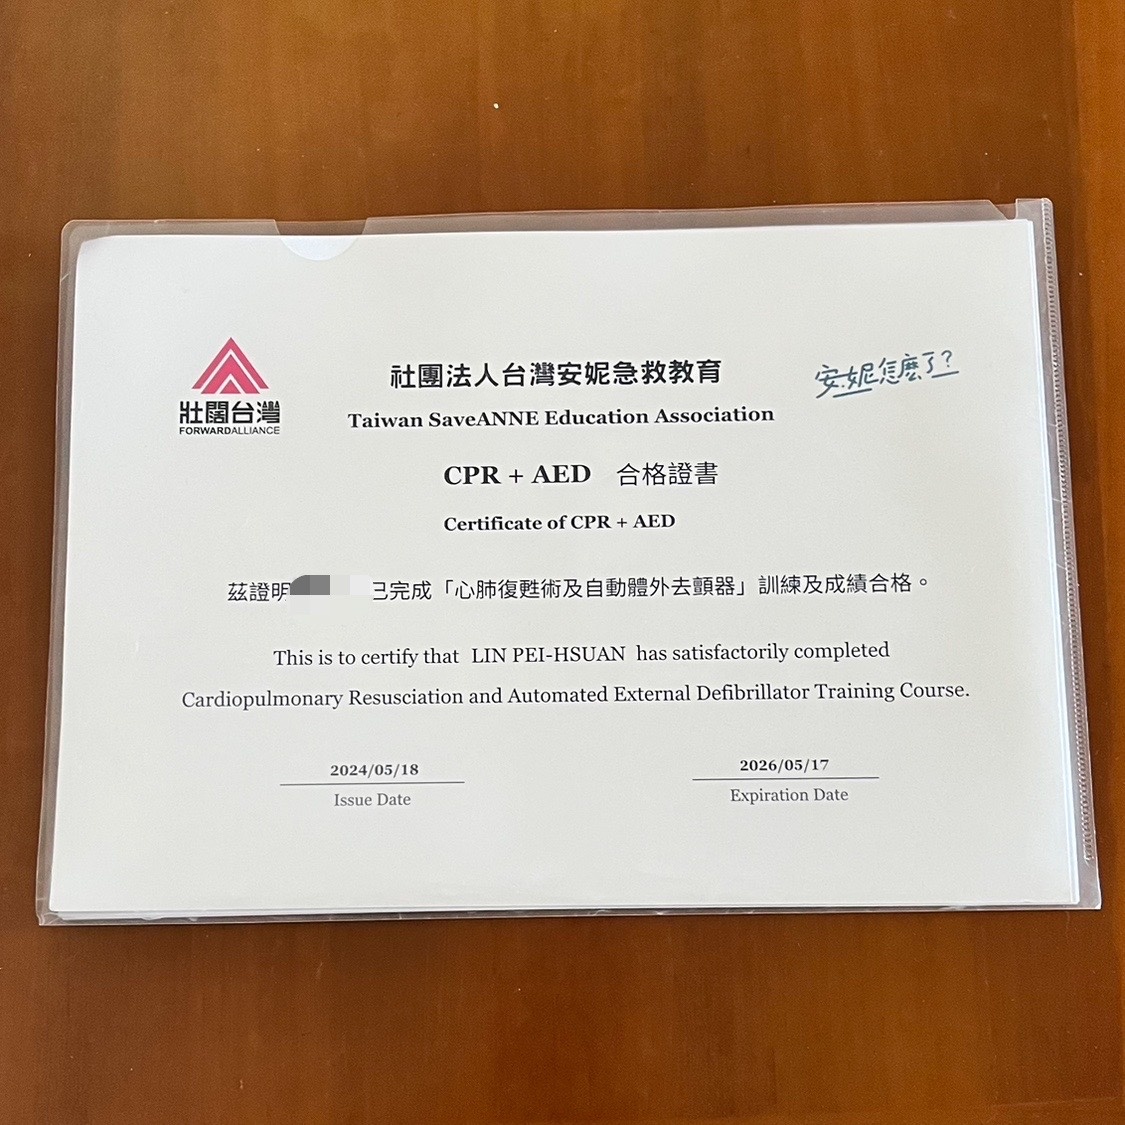 壯闊台灣
FORWARDALLIANCE
社團法人台灣安妮急救教育
Taiwan SaveANNE Education Association
安妮怎麼了?
CPR + AED 合格證書
Certificate of CPR + AED
茲證明 已完成「心肺復甦術及自動體外去顫器」訓練及成績合格。
This is to certify that LIN PEI-HSUAN has satisfactorily completed
Cardiopulmonary Resusciation and Automated External Defibrillator Training Course.
2024/05/18
Issue Date
2026/05/17
Expiration Date